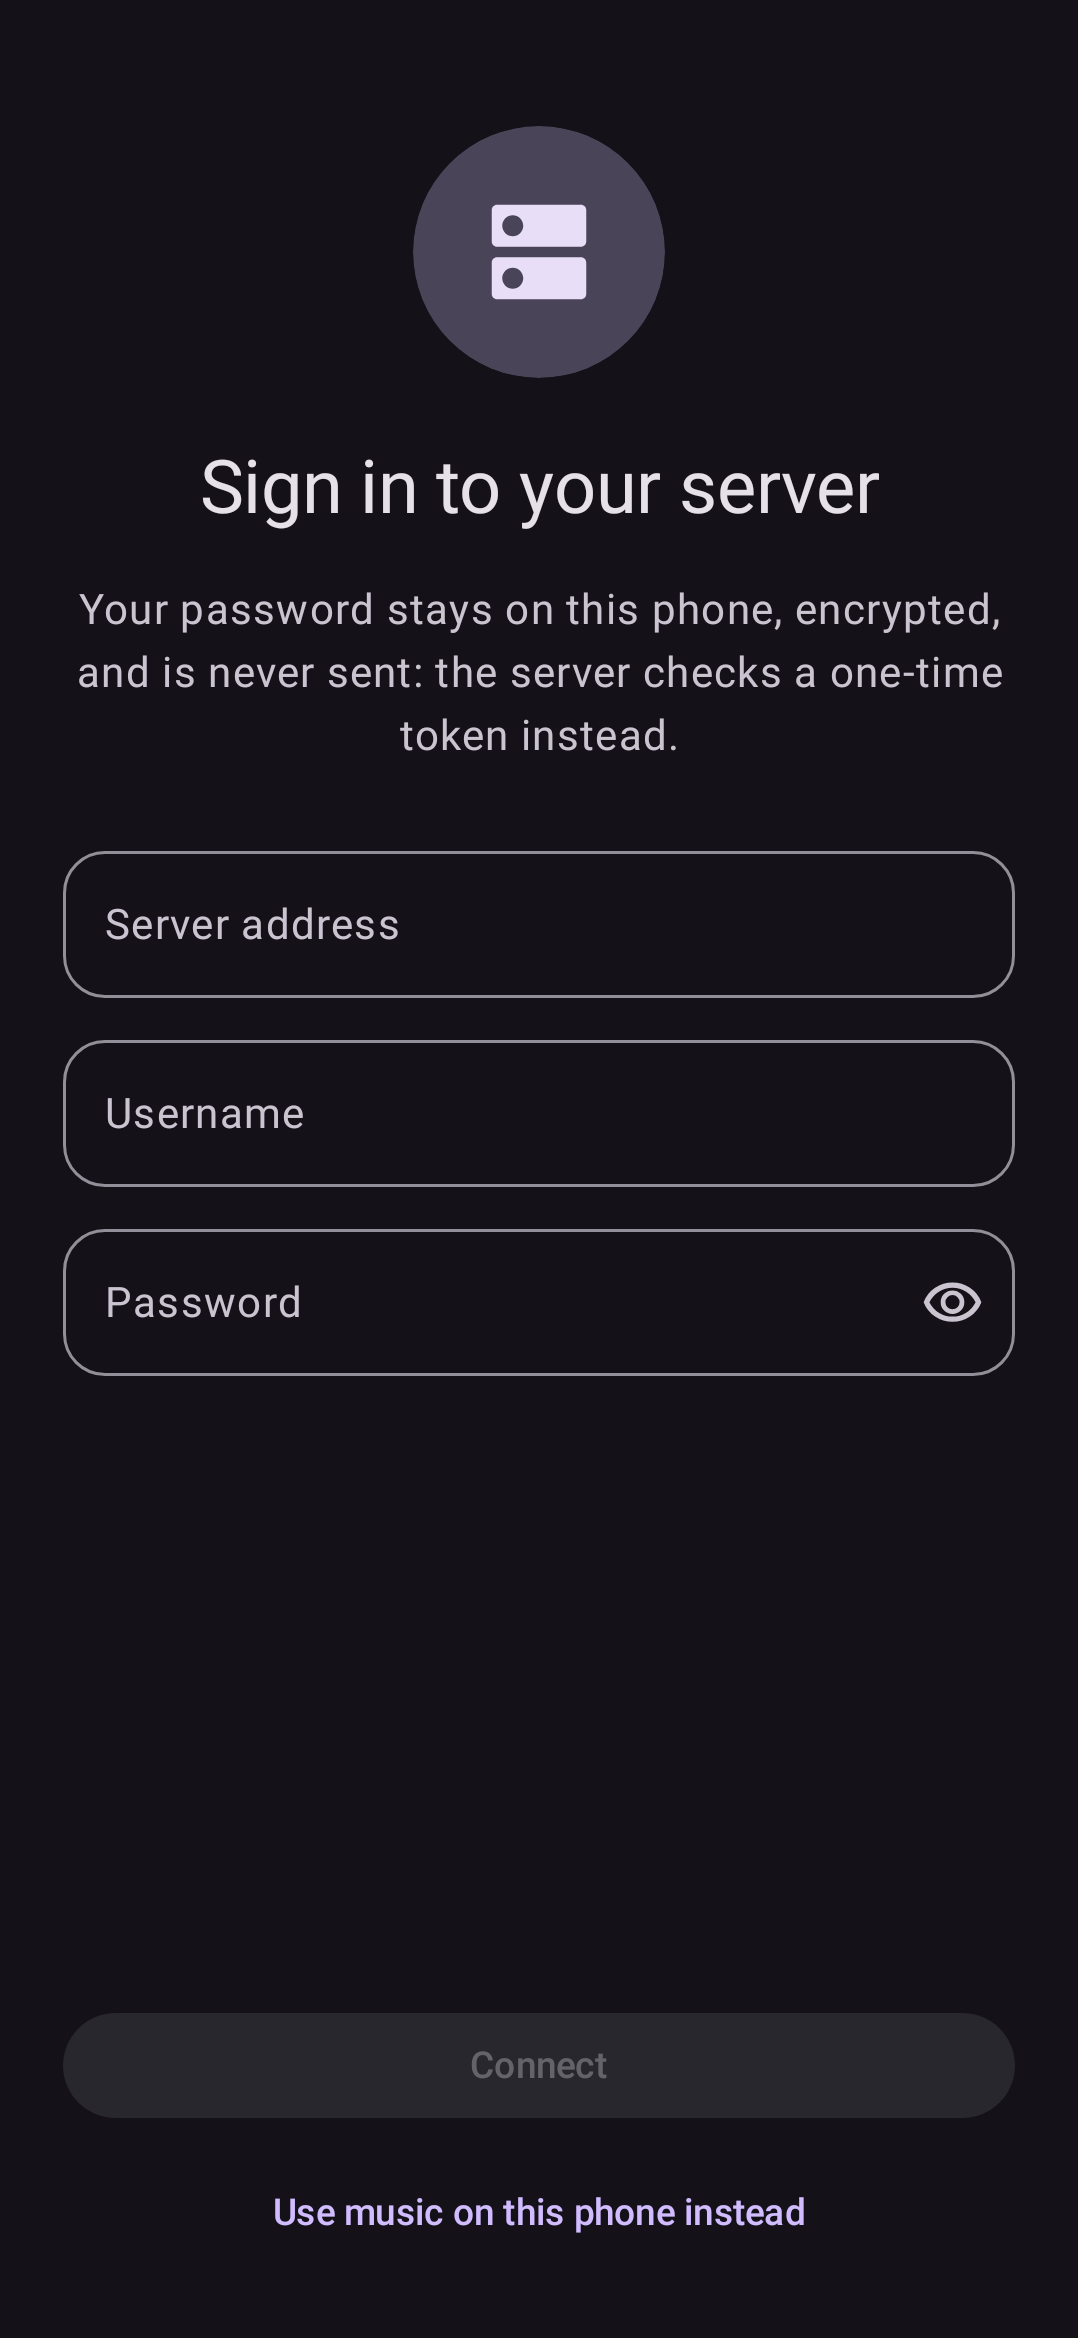 Sign in to your server
Your password stays on this phone, encrypted,
and is never sent: the server checks a one-time
token instead.
Server address
Username
Password
Connect
Use music on this phone instead